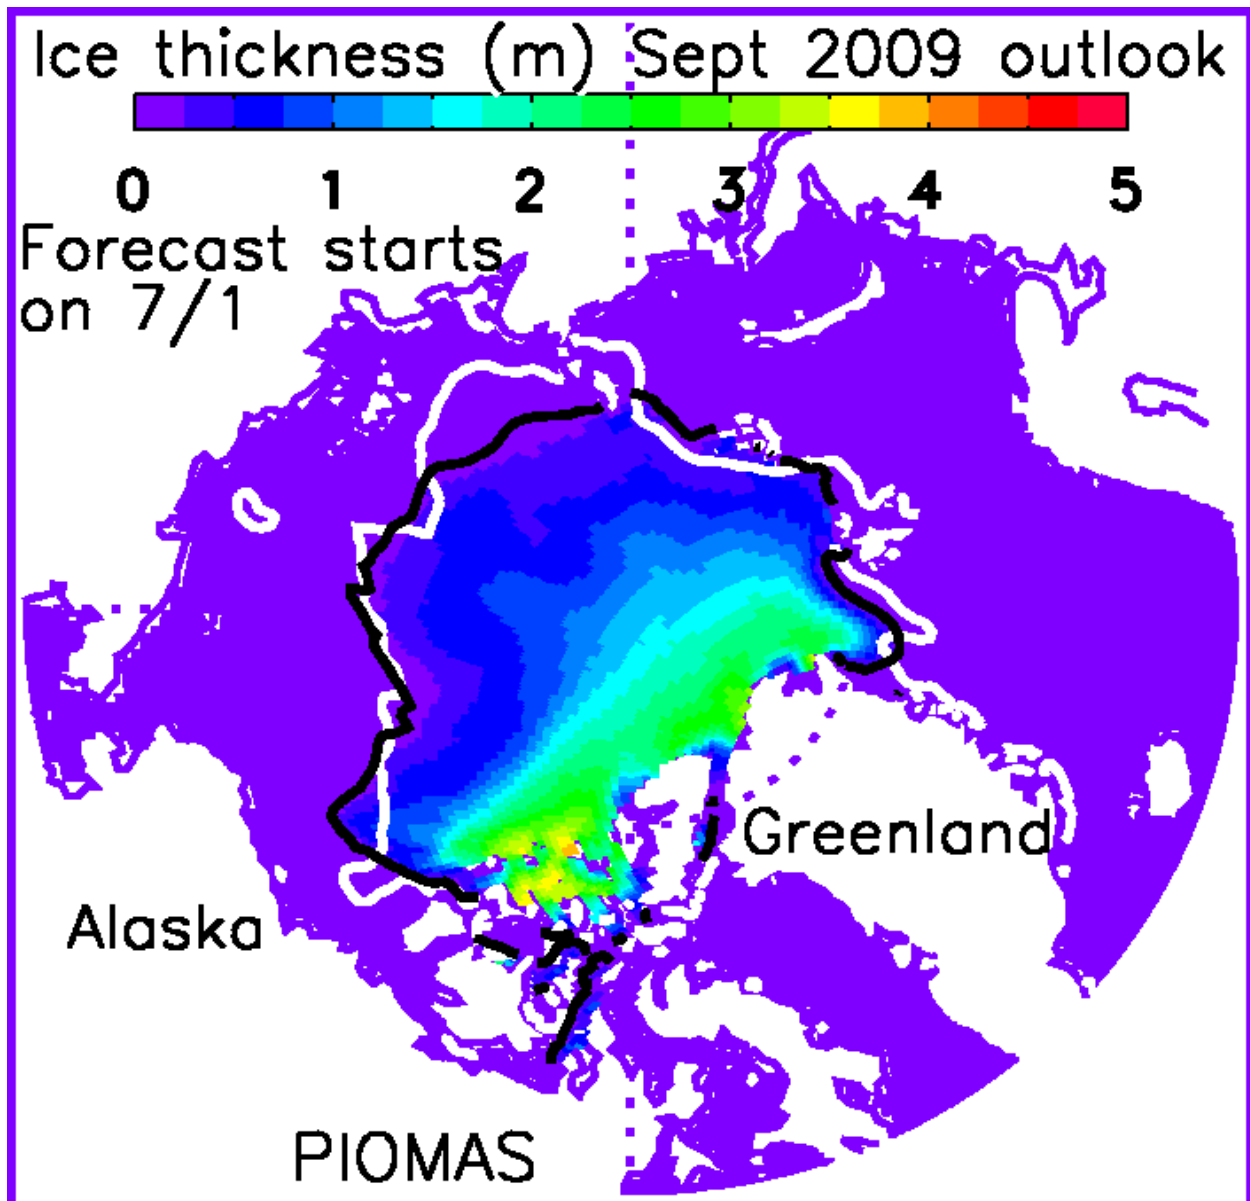 Ice thickness (m) Sept 2009 outlook
0 1 2 3 4 5
Forecast starts
on 7/1
Greenland
Alaska
PIOMAS